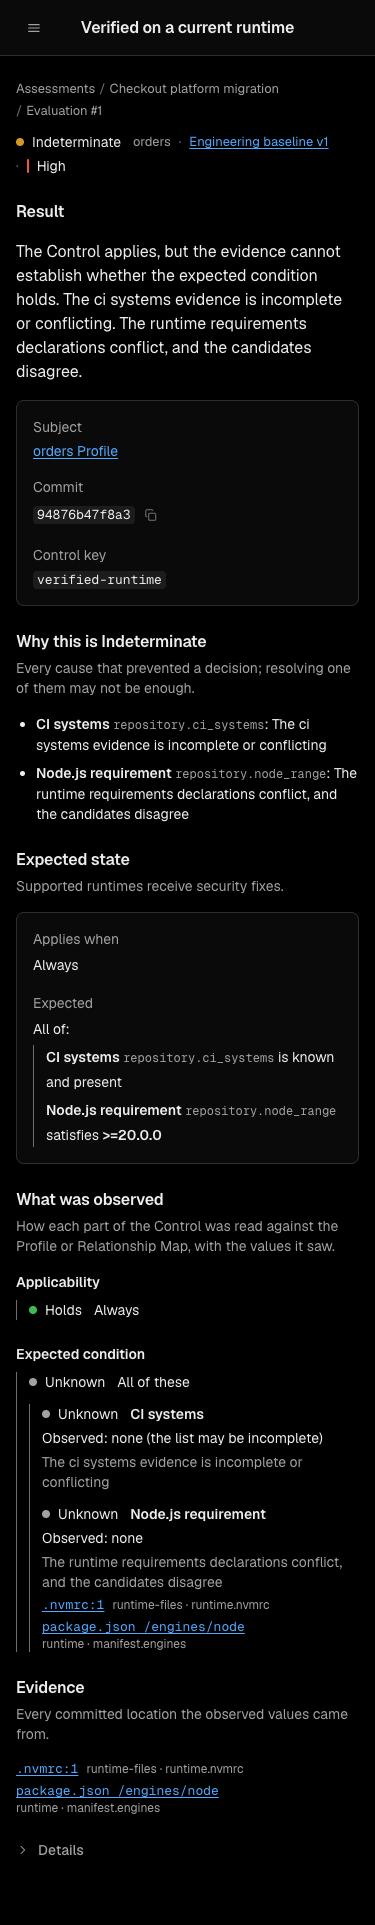 Verified on a current runtime
Assessments / Checkout platform migration
/ Evaluation #1
Indeterminate orders · Engineering baseline v1
· High
Result
The Control applies, but the evidence cannot
establish whether the expected condition
holds. The ci systems evidence is incomplete
or conflicting. The runtime requirements
declarations conflict, and the candidates
disagree.
Subject
orders Profile
Commit
94876b47f8a3
Control key
verified-runtime
Why this is Indeterminate
Every cause that prevented a decision; resolving one
of them may not be enough.
• CI systems repository.ci_systems: The ci
systems evidence is incomplete or conflicting
• Node.js requirement repository.node_range: The
runtime requirements declarations conflict, and
the candidates disagree
Expected state
Supported runtimes receive security fixes.
Applies when
Always
Expected
All of:
CI systems repository.ci_systems is known
and present
Node.js requirement repository.node_range
satisfies >=20.0.0
What was observed
How each part of the Control was read against the
Profile or Relationship Map, with the values it saw.
Applicability
Holds Always
Expected condition
Unknown All of these
Unknown CI systems
Observed: none (the list may be incomplete)
The ci systems evidence is incomplete or
conflicting
Unknown Node.js requirement
Observed: none
The runtime requirements declarations conflict,
and the candidates disagree
.nvmrc:1 runtime-files · runtime.nvmrc
package.json /engines/node
runtime · manifest.engines
Evidence
Every committed location the observed values came
from.
.nvmrc:1 runtime-files · runtime.nvmrc
package.json /engines/node
runtime · manifest.engines
Details